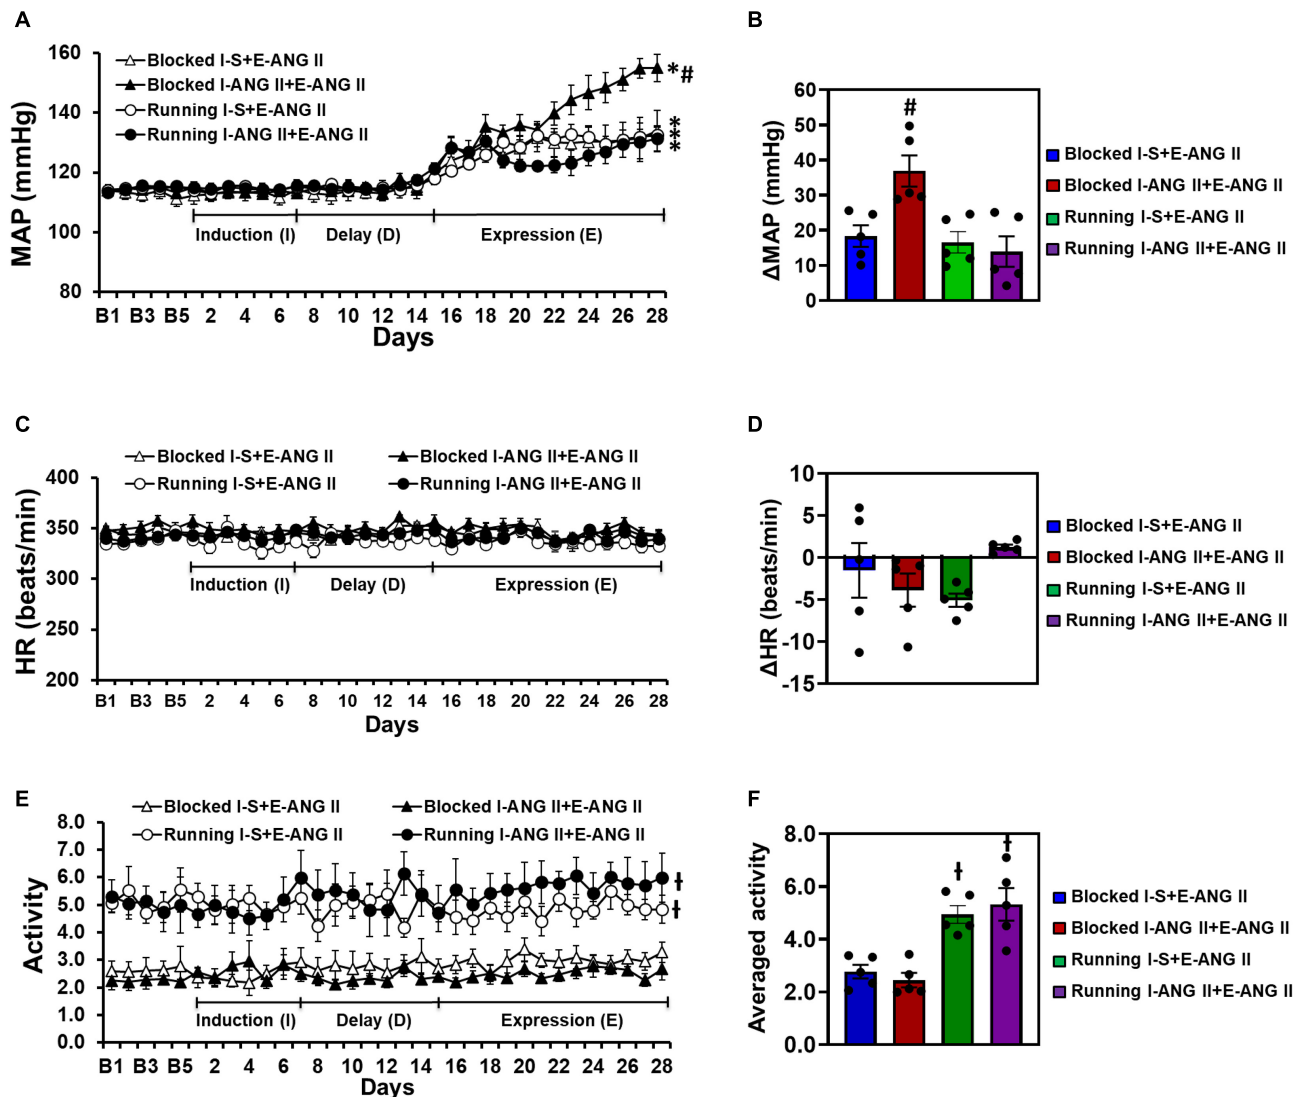 A
160
140
120
100
80
MAP (mmHg)
Blocked I-S+E-ANG II
Blocked I-ANG II+E-ANG II
Running I-S+E-ANG II
Running I-ANG II+E-ANG II
*#
*
*
*
Induction (I) Delay (D) Expression (E)
B1 B3 B5 2 4 6 8 10 12 14 16 18 20 22 24 26 28
Days
B
60
50
40
30
20
10
0
ΔMAP (mmHg)
#
Blocked I-S+E-ANG II
Blocked I-ANG II+E-ANG II
Running I-S+E-ANG II
Running I-ANG II+E-ANG II
C
Blocked I-S+E-ANG II Blocked I-ANG II+E-ANG II
Running I-S+E-ANG II Running I-ANG II+E-ANG II
400
350
300
250
200
HR (beats/min)
Induction (I) Delay (D) Expression (E)
B1 B3 B5 2 4 6 8 10 12 14 16 18 20 22 24 26 28
Days
D
10
5
0
-5
-10
-15
ΔHR (beats/min)
Blocked I-S+E-ANG II
Blocked I-ANG II+E-ANG II
Running I-S+E-ANG II
Running I-ANG II+E-ANG II
E
Blocked I-S+E-ANG II Blocked I-ANG II+E-ANG II
Running I-S+E-ANG II Running I-ANG II+E-ANG II
8.0
7.0
6.0
5.0
4.0
3.0
2.0
1.0
0.0
Activity
ƚ
ƚ
Induction (I) Delay (D) Expression (E)
B1 B3 B5 2 4 6 8 10 12 14 16 18 20 22 24 26 28
Days
F
8.0
6.0
4.0
2.0
0.0
Averaged activity
ƚ
ƚ
Blocked I-S+E-ANG II
Blocked I-ANG II+E-ANG II
Running I-S+E-ANG II
Running I-ANG II+E-ANG II